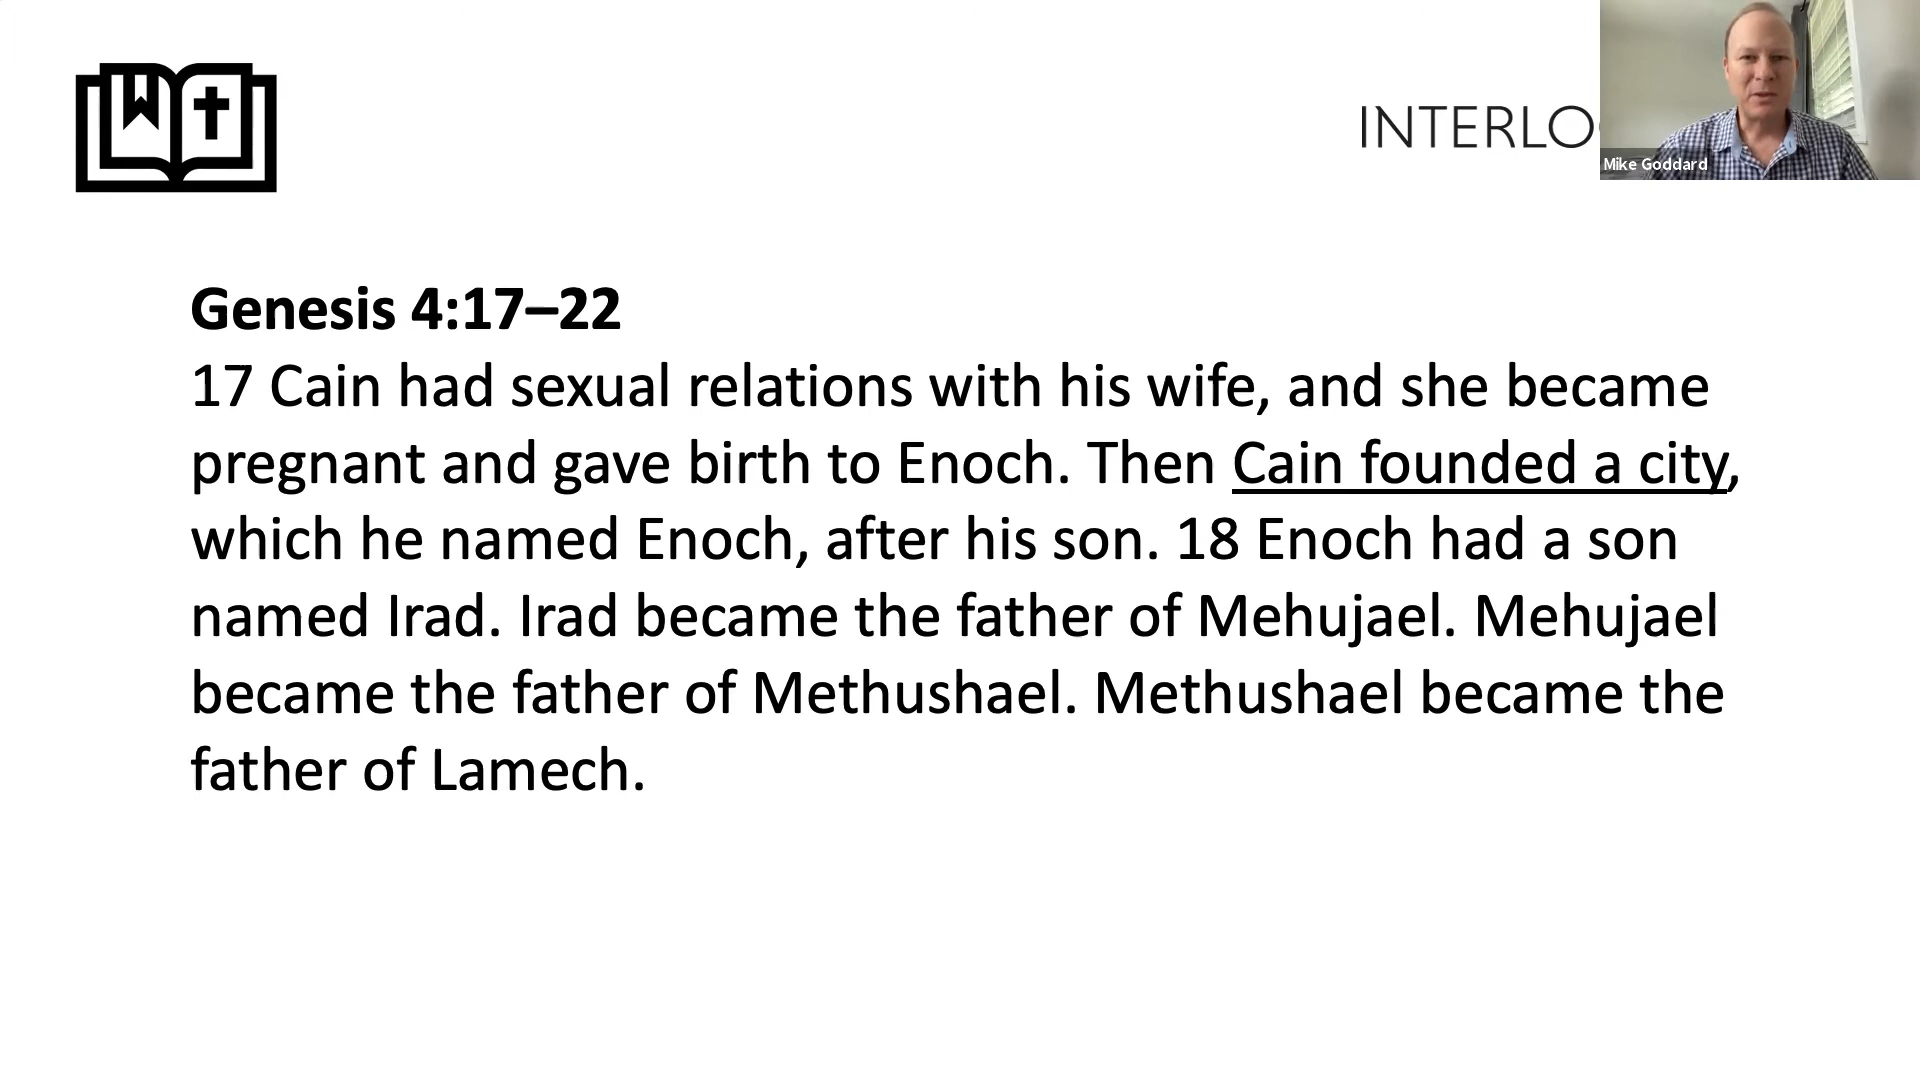 INTERLO
Mike Goddard
Genesis 4:17–22
17 Cain had sexual relations with his wife, and she became
pregnant and gave birth to Enoch. Then Cain founded a city,
which he named Enoch, after his son. 18 Enoch had a son
named Irad. Irad became the father of Mehujael. Mehujael
became the father of Methushael. Methushael became the
father of Lamech.